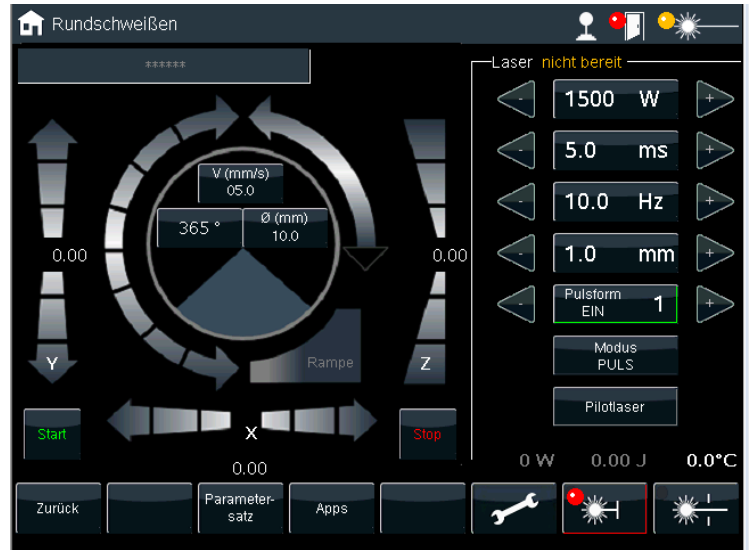 Rundschweißen
******
Laser nicht bereit
- 1500 W +
- 5.0 ms +
- 10.0 Hz +
- 1.0 mm +
- Pulsform EIN 1 +
Modus
PULS
Pilotlaser
V (mm/s)
05.0
365 °
Ø (mm)
10.0
0.00
0.00
Y
Rampe
Z
Start
X
Stop
0.00
0 W 0.00 J 0.0°C
Zurück
Parameter-
satz
Apps